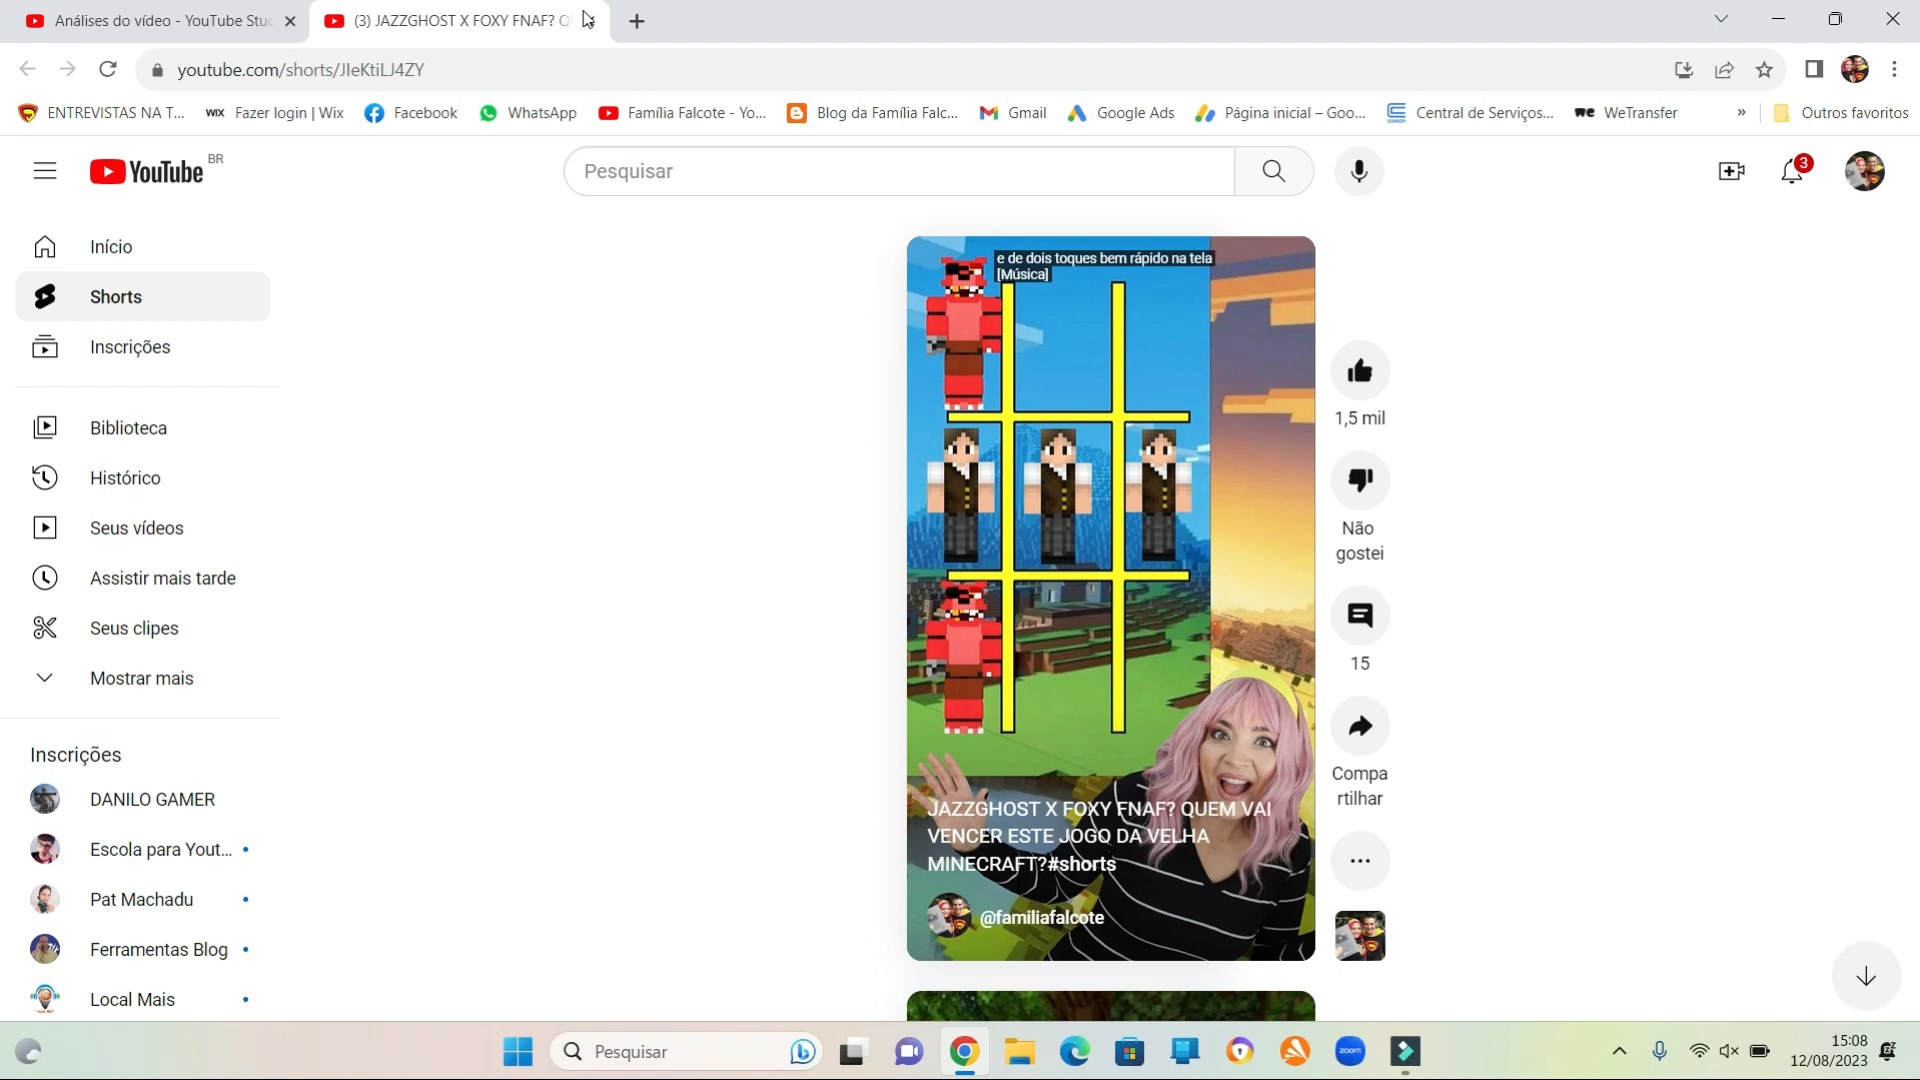 Análises do vídeo - YouTube Stu
(3) JAZZGHOST X FOXY FNAF? Q
youtube.com/shorts/JIeKtiLJ4ZY
ENTREVISTAS NA T...
WIX Fazer login | Wix
Facebook
WhatsApp
Família Falcote - Yo...
Blog da Família Falc...
Gmail
Google Ads
Página inicial – Goo...
Central de Serviços...
we WeTransfer
»
Outros favoritos
YouTube BR
Pesquisar
3
Início
Shorts
Inscrições
Biblioteca
Histórico
Seus vídeos
Assistir mais tarde
Seus clipes
Mostrar mais
Inscrições
DANILO GAMER
Escola para Yout...
Pat Machadu
Ferramentas Blog
Local Mais
e de dois toques bem rápido na tela
[Música]
JAZZGHOST X FOXY FNAF? QUEM VAI
VENCER ESTE JOGO DA VELHA
MINECRAFT?#shorts
@familiafalcote
1,5 mil
Não
gostei
15
Compa
rtilhar
Pesquisar
zoom
15:08
12/08/2023